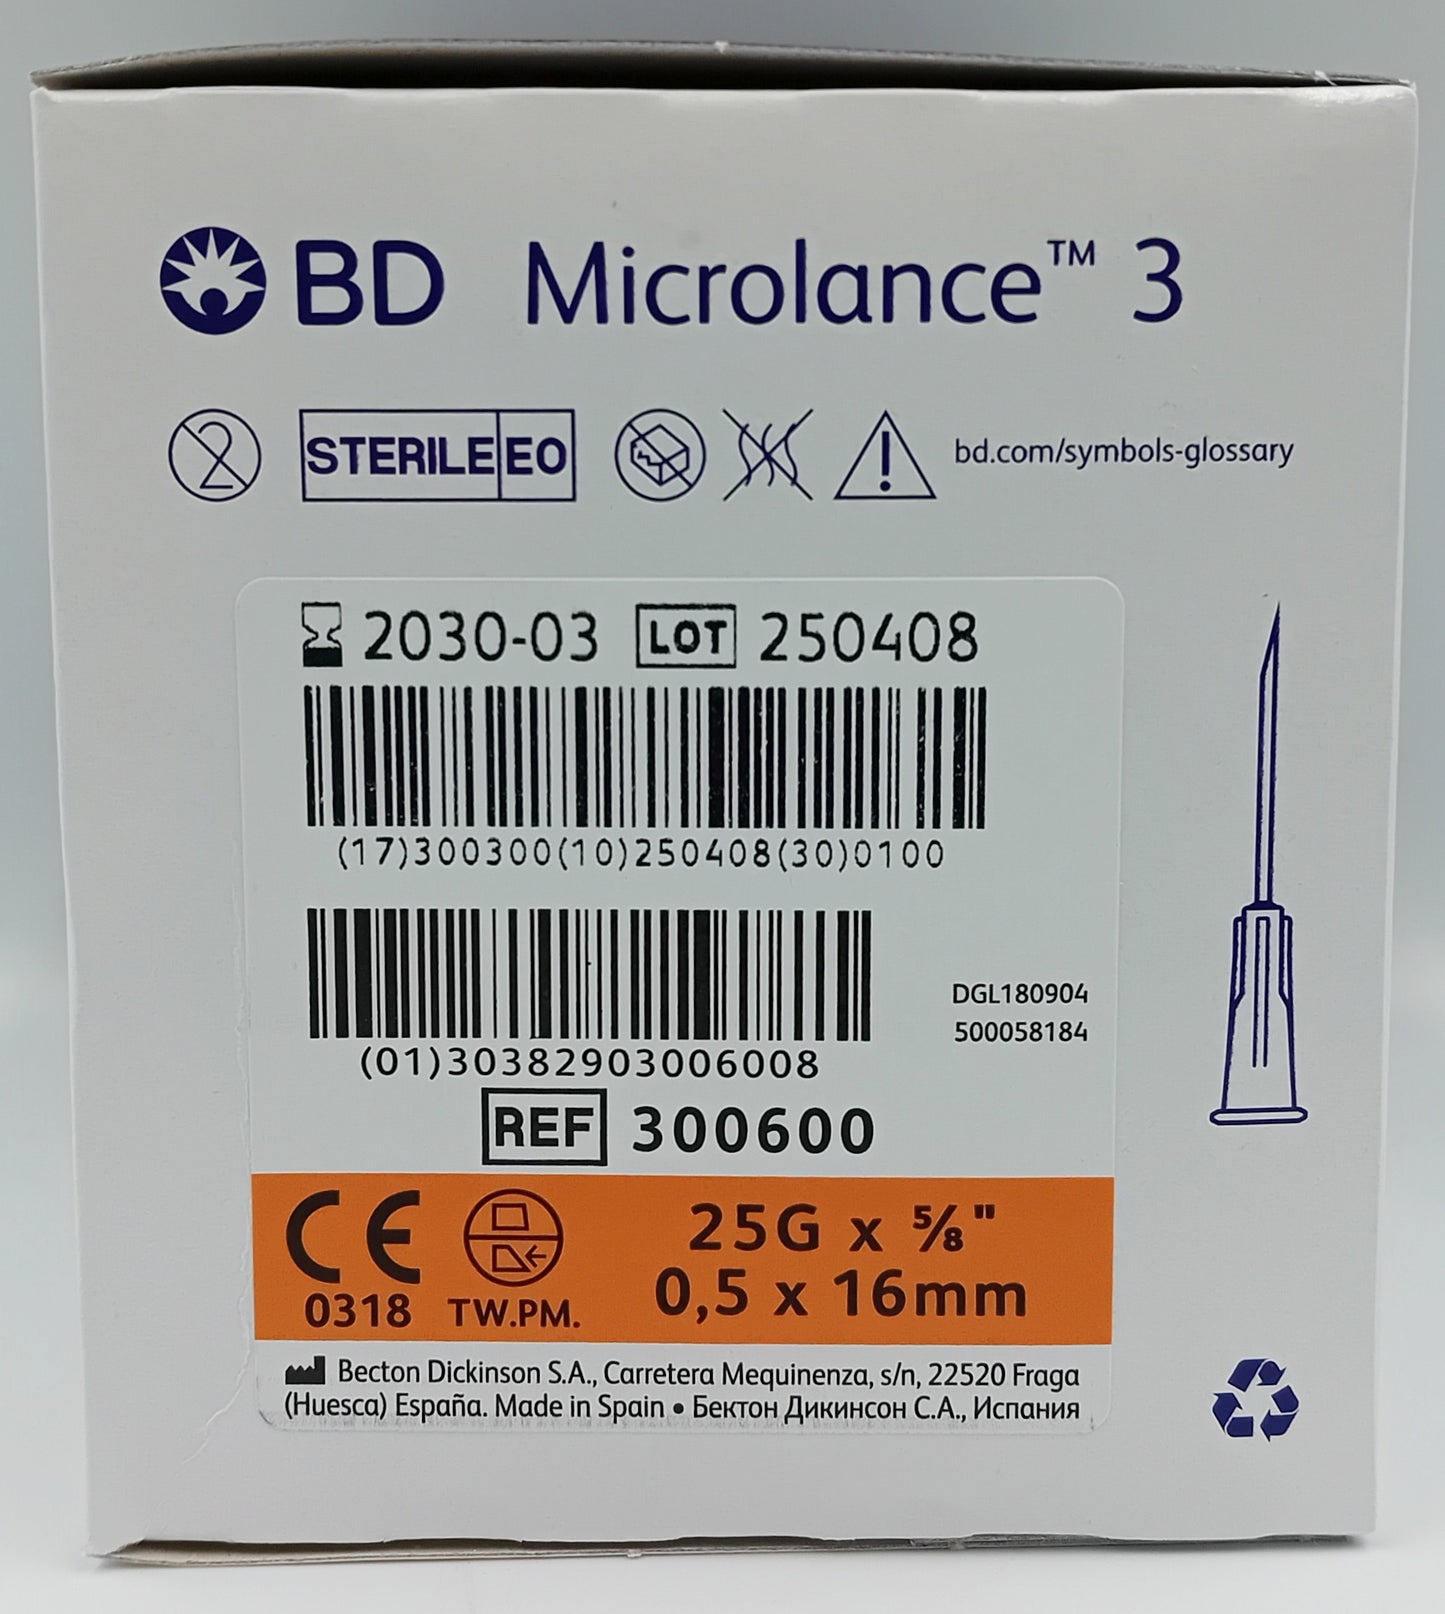 BD Microlance™ 3
2 STERILE EO bd.com/symbols-glossary
2030-03 LOT 250408
(17)300300(10)250408(30)0100
DGL180904
500058184
(01)30382903006008
REF 300600
CE 25G x ⅝"
0318 TW.PM. 0,5 x 16mm
Becton Dickinson S.A., Carretera Mequinenza, s/n, 22520 Fraga
(Huesca) España. Made in Spain • Бектон Дикинсон С.А., Испания